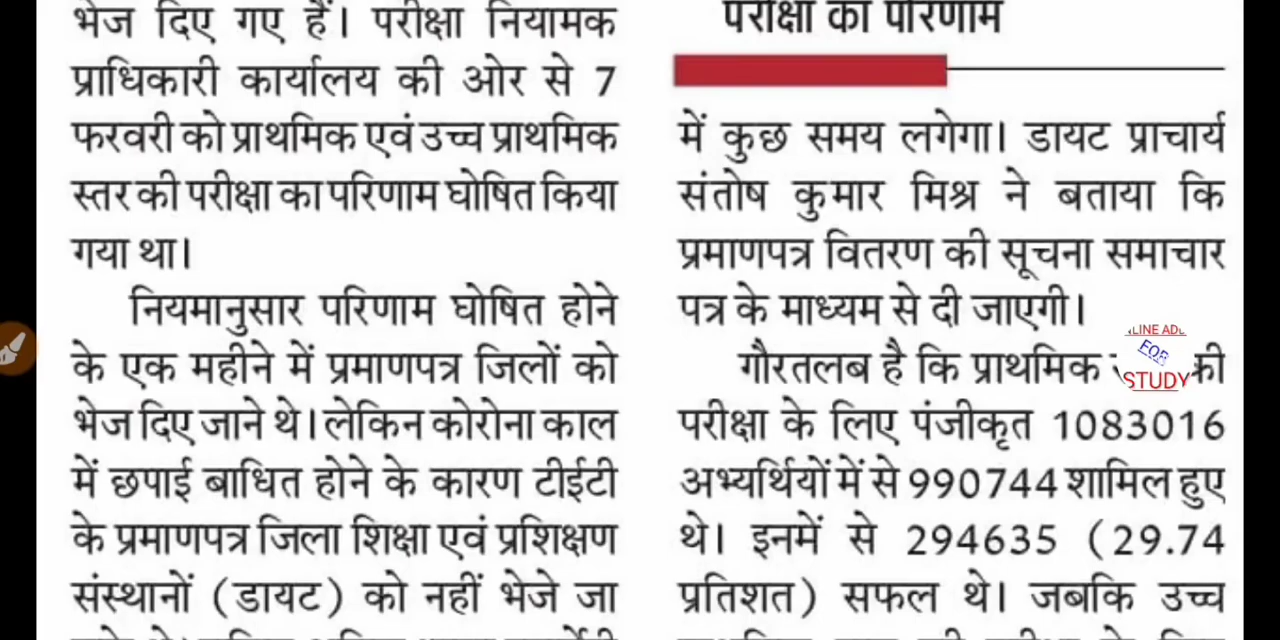 भेज दिए गए हैं। परीक्षा नियामक
प्राधिकारी कार्यालय की ओर से 7
फरवरी को प्राथमिक एवं उच्च प्राथमिक
स्तर की परीक्षा का परिणाम घोषित किया
गया था।
नियमानुसार परिणाम घोषित होने
के एक महीने में प्रमाणपत्र जिलों को
भेज दिए जाने थे। लेकिन कोरोना काल
में छपाई बाधित होने के कारण टीईटी
के प्रमाणपत्र जिला शिक्षा एवं प्रशिक्षण
संस्थानों (डायट) को नहीं भेजे जा
परीक्षा का परिणाम
में कुछ समय लगेगा। डायट प्राचार्य
संतोष कुमार मिश्र ने बताया कि
प्रमाणपत्र वितरण की सूचना समाचार
पत्र के माध्यम से दी जाएगी।
गौरतलब है कि प्राथमिक की
परीक्षा के लिए पंजीकृत 1083016
अभ्यर्थियों में से 990744 शामिल हुए
थे। इनमें से 294635 (29.74
प्रतिशत) सफल थे। जबकि उच्च
FOR
STUDY